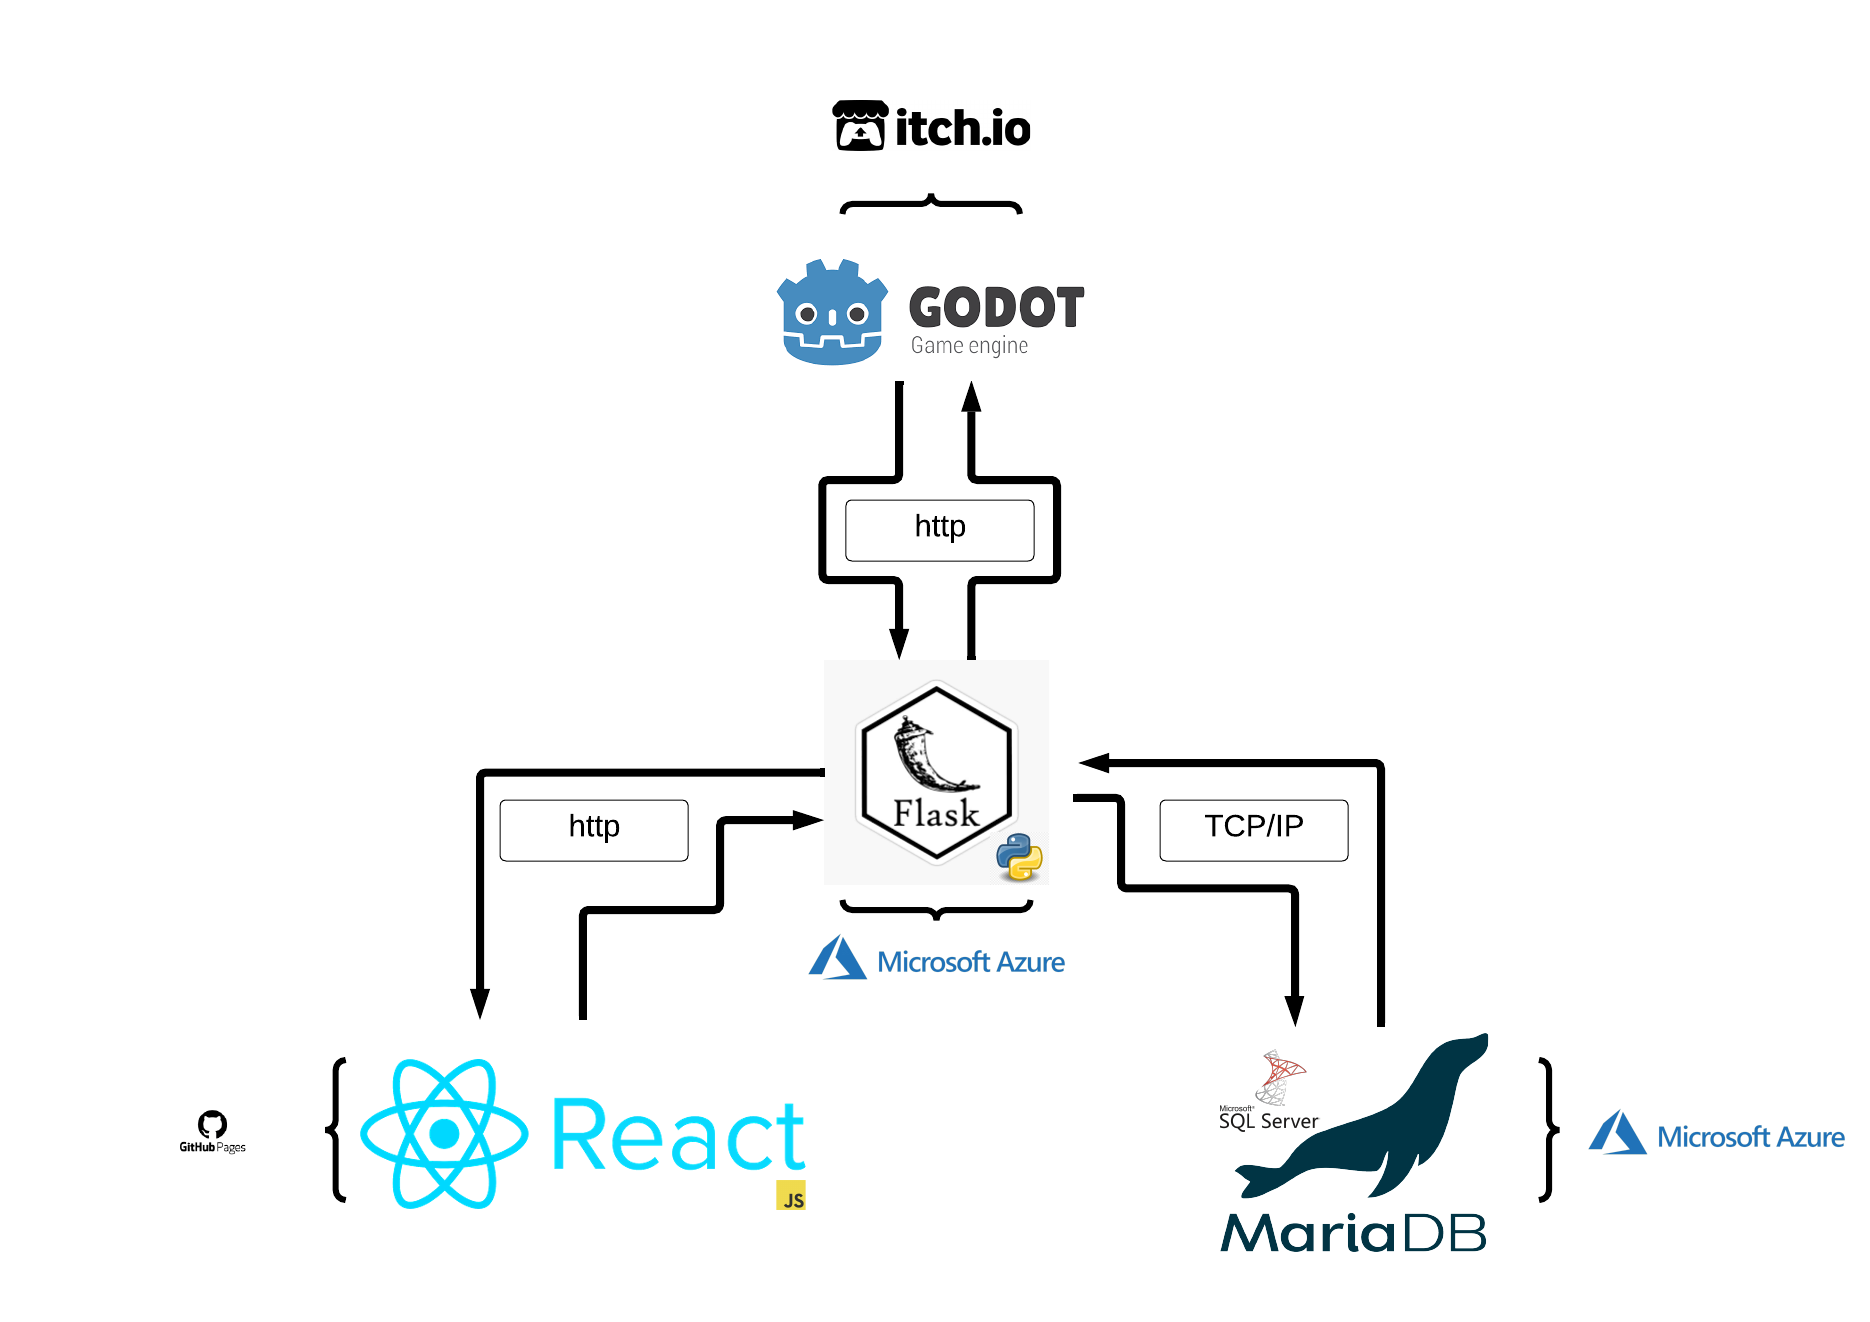 itch.io
GODOT
Game engine
http
Flask
http
TCP/IP
Microsoft Azure
React
JS
GitHub Pages
Microsoft®
SQL Server
Microsoft Azure
MariaDB